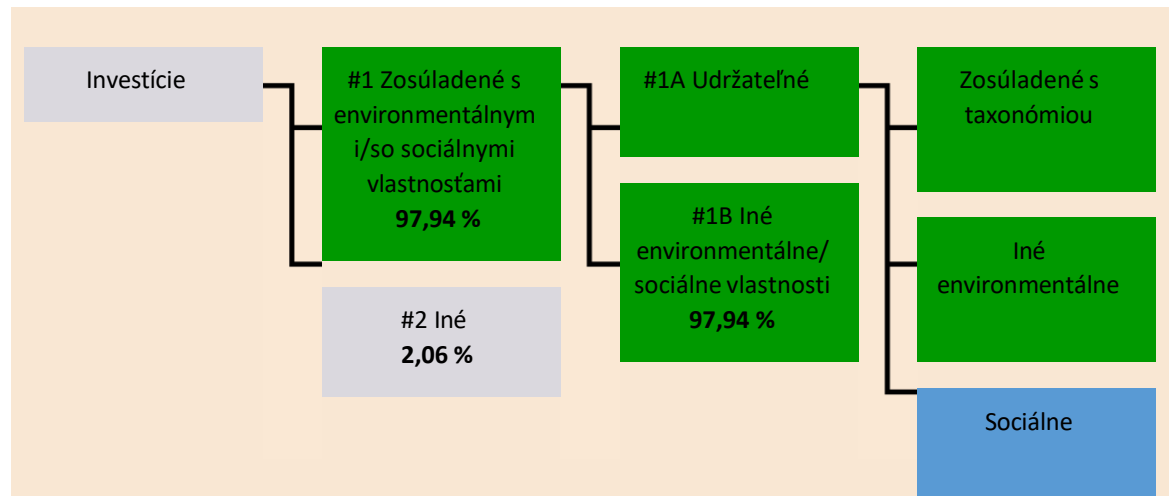 Investície
#1 Zosúladené s
environmentálnym
i/so sociálnymi
vlastnosťami
97,94 %
#2 Iné
2,06 %
#1A Udržateľné
#1B Iné
environmentálne/
sociálne vlastnosti
97,94 %
Zosúladené s
taxonómiou
Iné
environmentálne
Sociálne